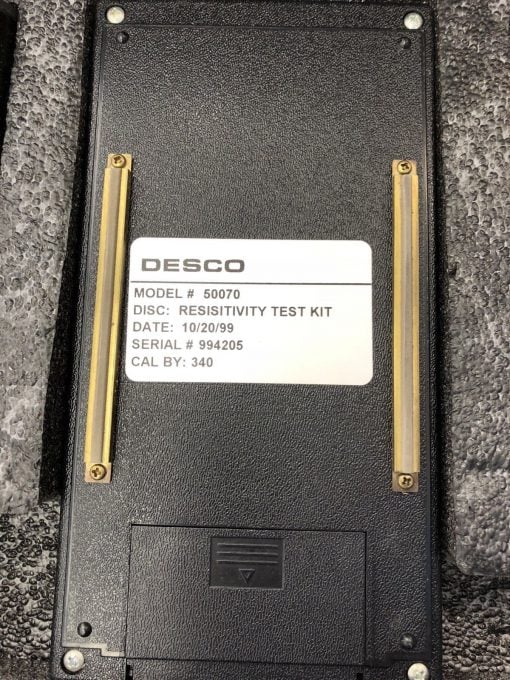 DESCO
MODEL # 50070
DISC: RESISITIVITY TEST KIT
DATE: 10/20/99
SERIAL # 994205
CAL BY: 340